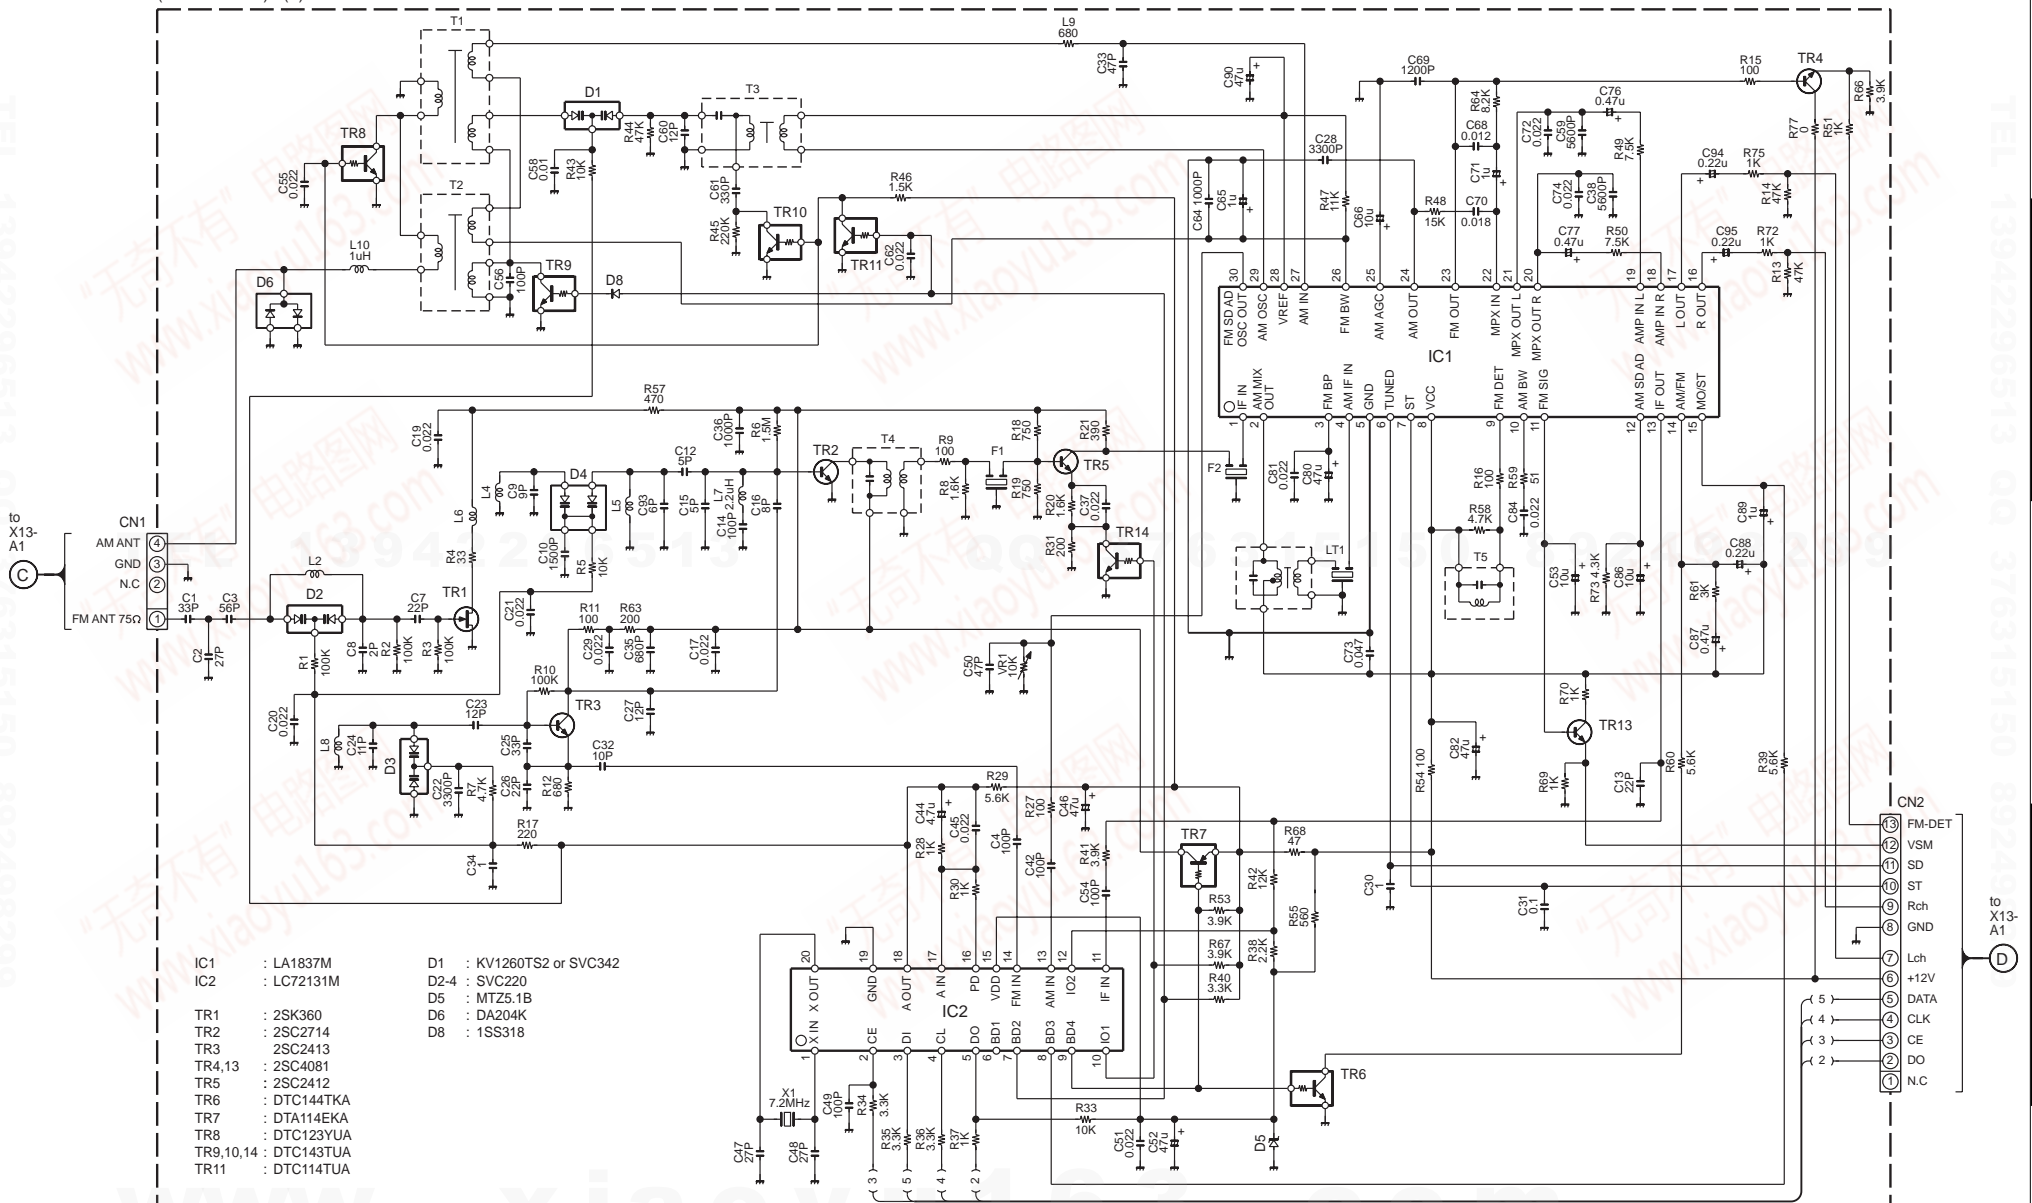 T1
L9
680
C33
47P
C90
47u
+
C69
1200P
R15
100
TR4
R66
3.9K
D1
T3
C76
0.47u
+
R64
8.2K
C72
0.022
C59
5600P
R77
0
R51
1K
TR8
R44
47K
C60
12P
C28
3300P
C68
0.012
R49
7.5K
C94
0.22u
+
R75
1K
C55
0.022
C58
0.01
R43
10K
C71
1u
+
R14
47K
T2
C61
330P
R46
1.5K
C64 1000P
C65
1u
+
R47
11K
C66
10u
+
R48
15K
C70
0.018
C74
0.022
C38
5600P
R45
220K
TR10
TR11
C62
0.022
C77
0.47u
+
R50
7.5K
C95
0.22u
+
R72
1K
R13
47K
L10
1uH
D6
C56
100P
TR9
D8
30 29 28 27 26 25 24 23 22 21 20 19 18 17 16
FM SD AD
OSC OUT
AM OSC
VREF
AM IN
FM BW
AM AGC
AM OUT
FM OUT
MPX IN
MPX OUT L
MPX OUT R
AMP IN L
AMP IN R
L OUT
R OUT
IC1
IF IN
AM MIX
OUT
FM BP
AM IF IN
GND
TUNED
ST
VCC
FM DET
AM BW
FM SIG
AM SD AD
IF OUT
AM/FM
MO/ST
1 2 3 4 5 6 7 8 9 10 11 12 13 14 15
R57
470
C19
0.022
C36
1000P
R6
1.5M
R18
750
R21
390
TR2
T4
R9
100
F1
TR5
F2
C81
0.022
C80
47u
+
R16
100
R59
51
L4
C9
9P
D4
C12
5P
L5
C93
6P
C15
5P
L7
2.2uH
C14
100P
C16
8P
R8
1.6K
R19
750
R20
1.6K
C37
0.022
R58
4.7K
C84
0.022
C89
1u
+
L6
R4
33
C10
1500P
R5
10K
R31
200
TR14
LT1
T5
C88
0.22u
+
to
X13-
A1
C
CN1
AM ANT 4
GND 3
N.C 2
FM ANT 75Ω 1
C1
33P
C3
56P
C2
27P
L2
D2
R1
100K
C8
2P
R2
100K
C7
22P
R3
100K
TR1
C21
0.022
R11
100
R63
200
C29
0.022
C35
680P
C17
0.022
C50
47P
VR1
10K
C73
0.047
C53
10u
+
R73 4.3K
C86
10u
+
R61
3K
C87
0.47u
+
C20
0.022
R10
100K
TR3
C23
12P
C27
12P
R70
1K
TR13
L8
C24
11P
D3
C22
3300P
R7
4.7K
C25
33P
C26
22P
R12
680
C32
10P
R54 100
C82
47u
+
R69
1K
C13
22P
R60
5.6K
R39
5.6K
R17
220
C34
1
C44
4.7u
+
R28
1K
C45
0.022
R29
5.6K
R30
1K
C4
100P
R27
100
C42
100P
C46
47u
+
R41
3.9K
C54
100P
TR7
R68
47
R42
12K
R53
3.9K
R55
560
R67
3.9K
R38
2.2K
R40
3.3K
C30
1
C31
0.1
CN2
13 FM-DET
12 VSM
11 SD
10 ST
9 Rch
8 GND
7 Lch
6 +12V
5 DATA
4 CLK
3 CE
2 DO
1 N.C
5
4
3
2
to
X13-
A1
D
20 19 18 17 16 15 14 13 12 11
X OUT
GND
A OUT
A IN
PD
VDD
FM IN
AM IN
IO2
IF IN
IC2
X IN
CE
DI
CL
DO
BD1
BD2
BD3
BD4
IO1
1 2 3 4 5 6 7 8 9 10
X1
7.2MHz
C47
27P
C48
27P
C49
100P
R34
3.3K
R35
3.3K
R36
3.3K
R37
1K
R33
10K
C51
0.022
C52
47u
+
D5
TR6
3 5 4 2
IC1 : LA1837M
IC2 : LC72131M
TR1 : 2SK360
TR2 : 2SC2714
TR3 2SC2413
TR4,13 : 2SC4081
TR5 : 2SC2412
TR6 : DTC144TKA
TR7 : DTA114EKA
TR8 : DTC123YUA
TR9,10,14 : DTC143TUA
TR11 : DTC114TUA
D1 : KV1260TS2 or SVC342
D2-4 : SVC220
D5 : MTZ5.1B
D6 : DA204K
D8 : 1SS318
"无奇不有" 电路图网
www.xiaoyu163.com